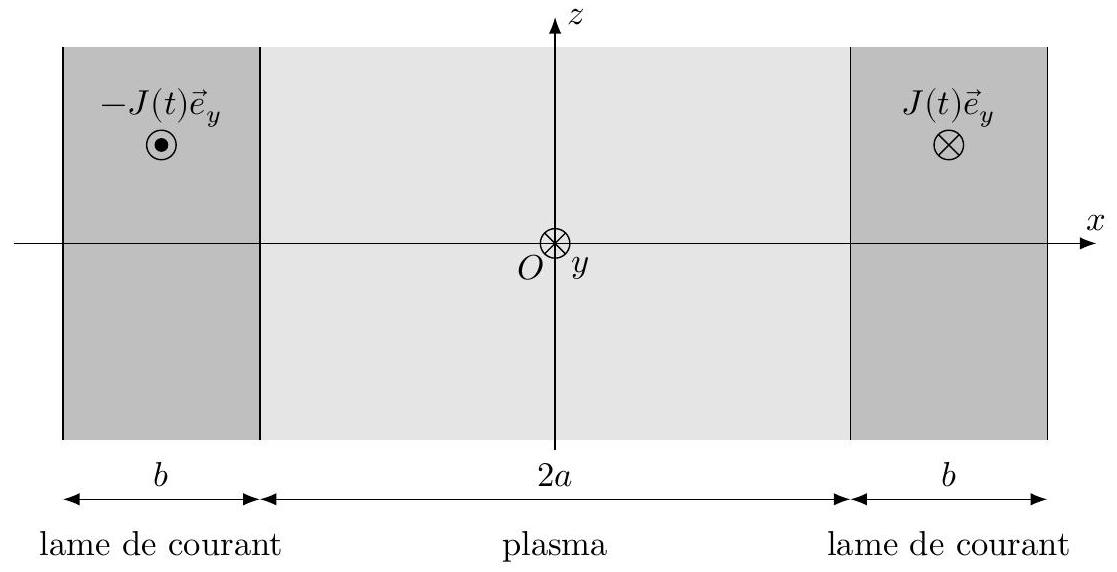 z
−J(t)e⃗_y
J(t)e⃗_y
x
O y
b 2a b
lame de courant plasma lame de courant